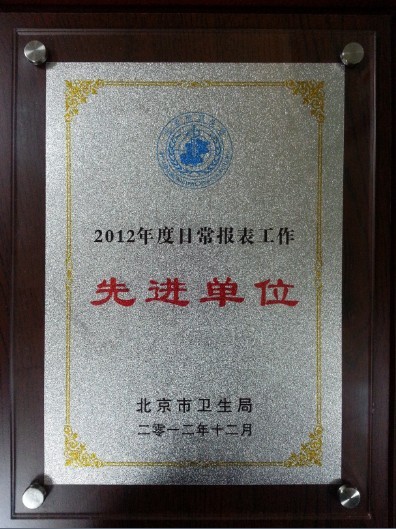 2012年度日常报表工作
先进单位
北京市卫生局
二零一二年十二月